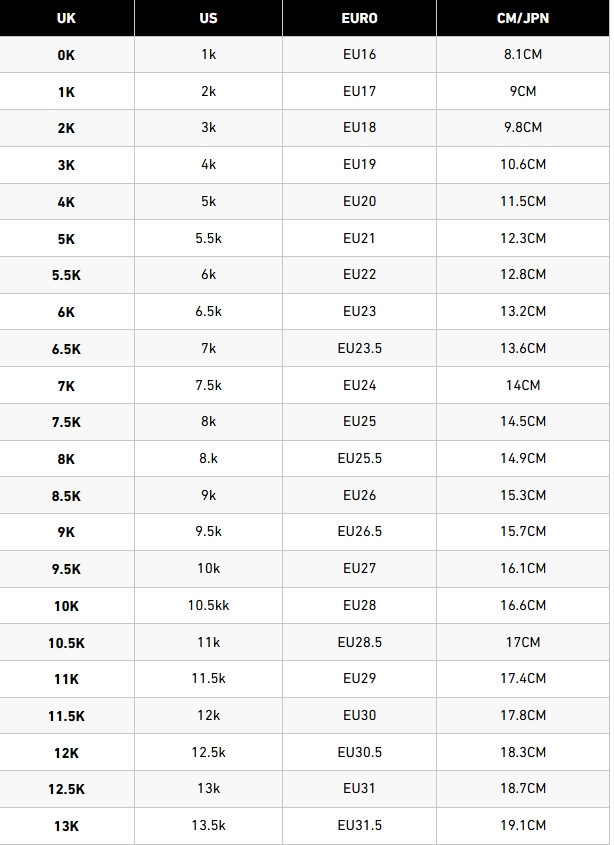 UK US EURO CM/JPN
0K 1k EU16 8.1CM
1K 2k EU17 9CM
2K 3k EU18 9.8CM
3K 4k EU19 10.6CM
4K 5k EU20 11.5CM
5K 5.5k EU21 12.3CM
5.5K 6k EU22 12.8CM
6K 6.5k EU23 13.2CM
6.5K 7k EU23.5 13.6CM
7K 7.5k EU24 14CM
7.5K 8k EU25 14.5CM
8K 8.k EU25.5 14.9CM
8.5K 9k EU26 15.3CM
9K 9.5k EU26.5 15.7CM
9.5K 10k EU27 16.1CM
10K 10.5kk EU28 16.6CM
10.5K 11k EU28.5 17CM
11K 11.5k EU29 17.4CM
11.5K 12k EU30 17.8CM
12K 12.5k EU30.5 18.3CM
12.5K 13k EU31 18.7CM
13K 13.5k EU31.5 19.1CM